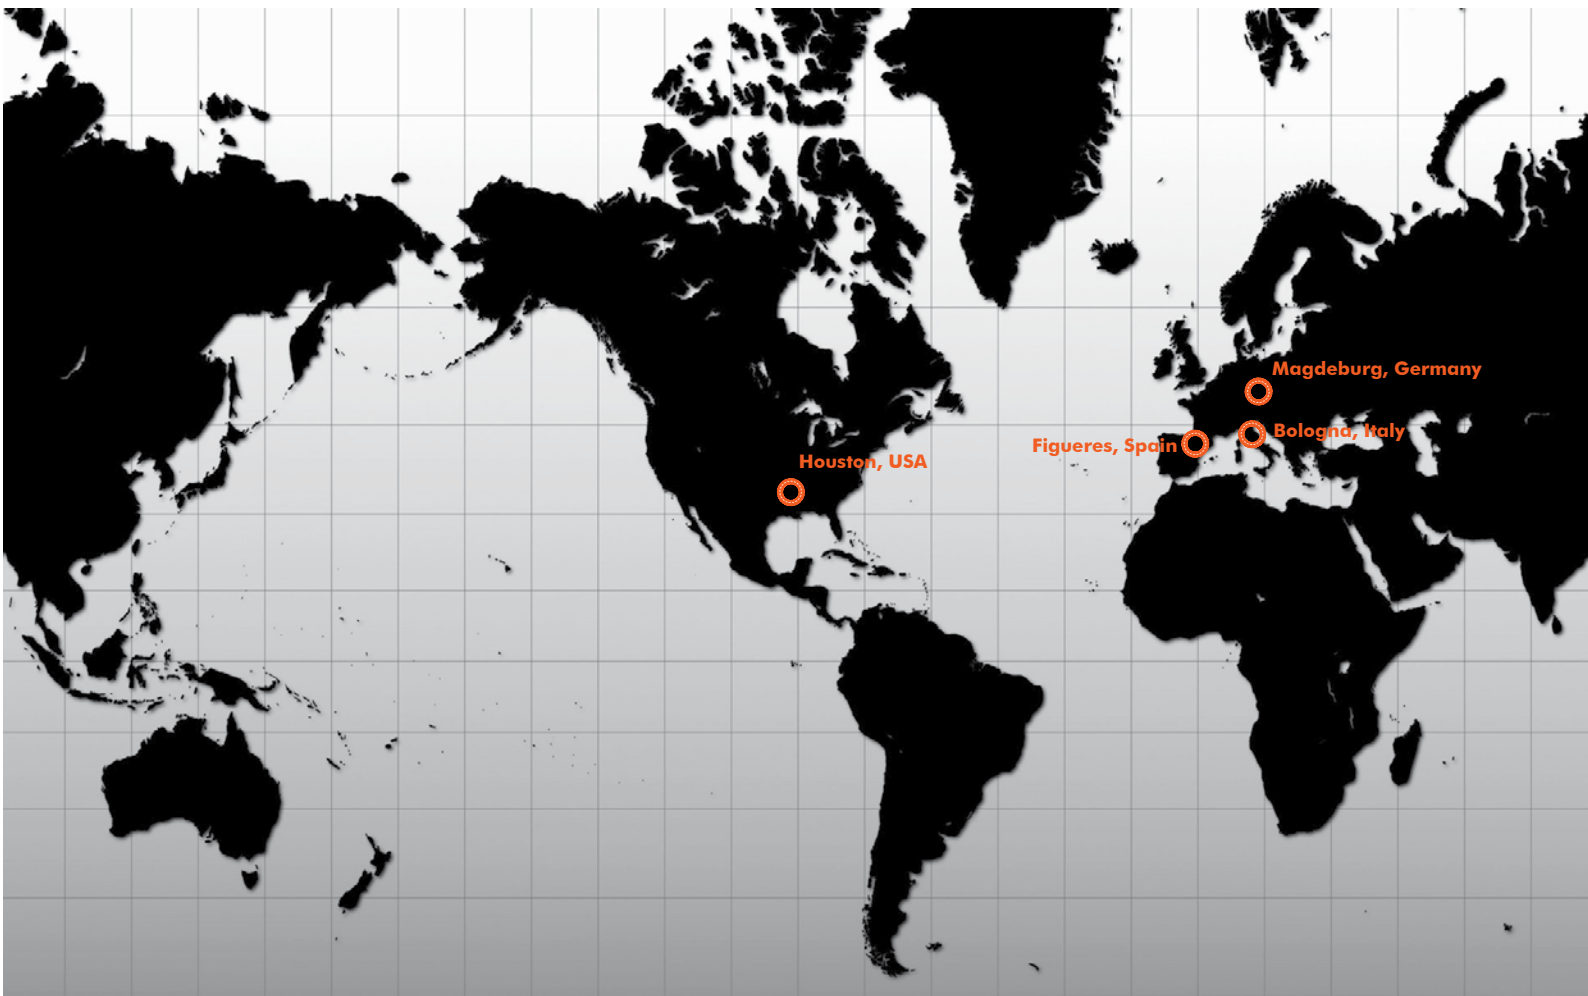 Magdeburg, Germany
Bologna, Italy
Figueres, Spain
Houston, USA